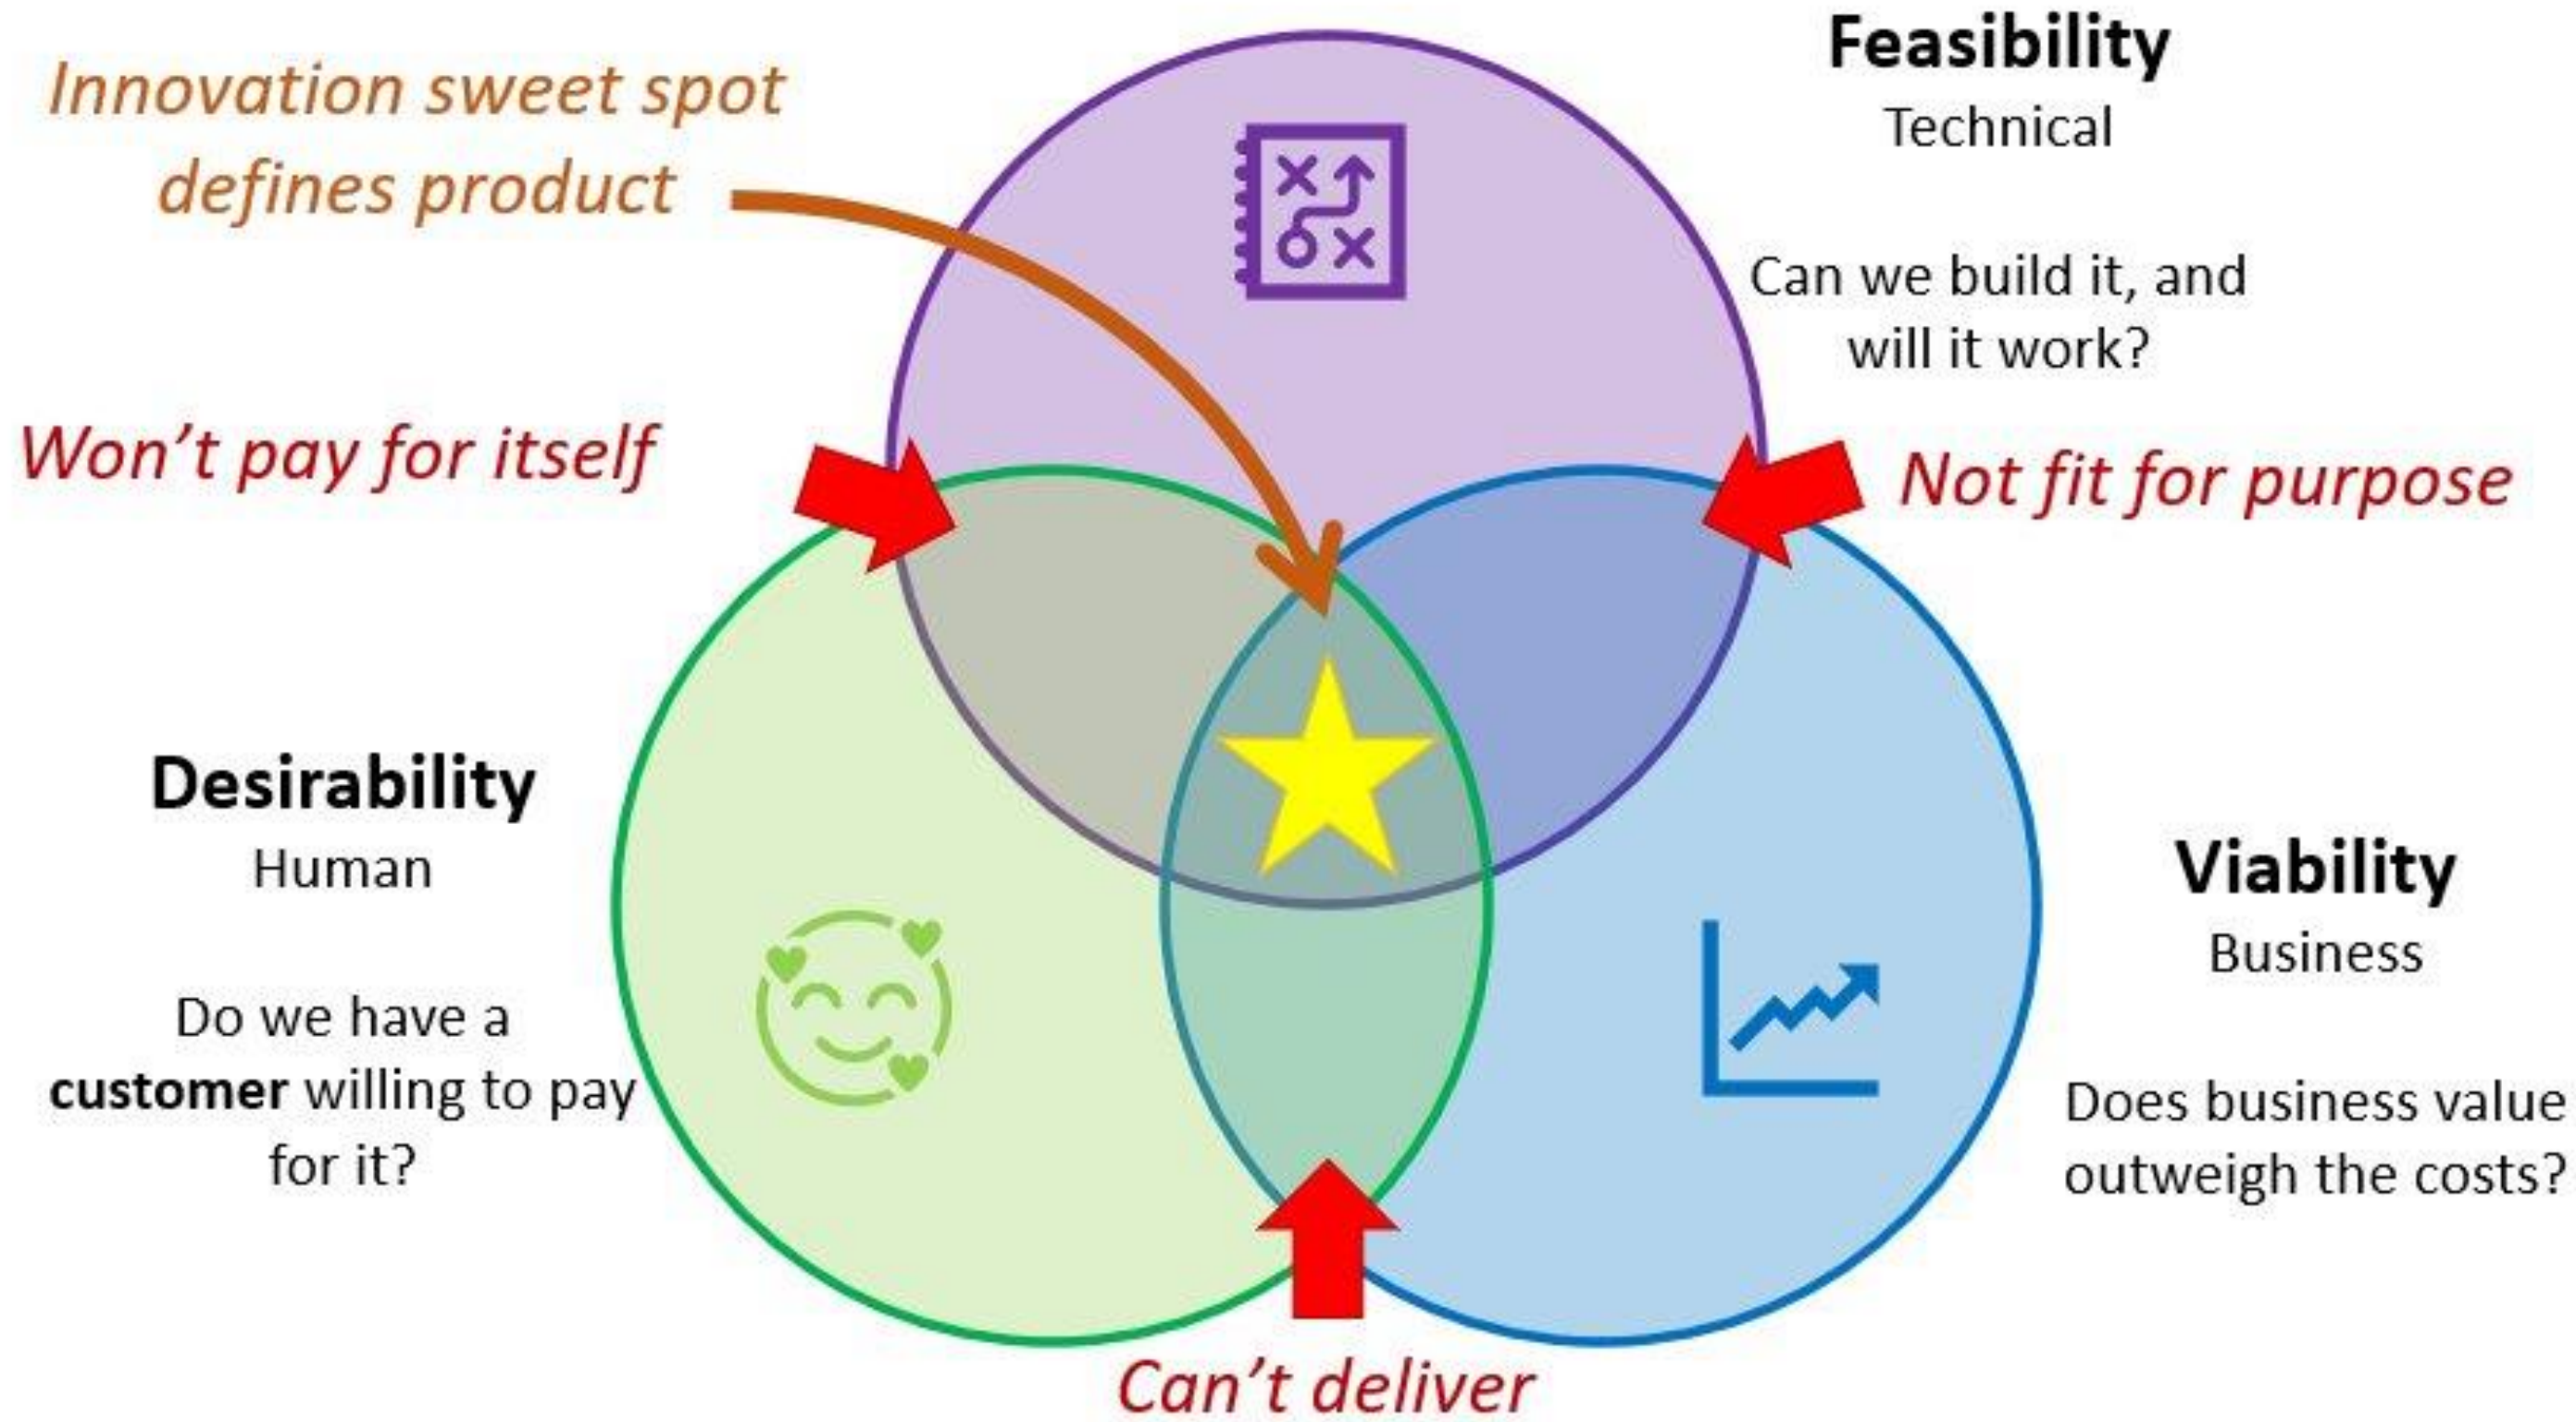 Innovation sweet spot
defines product
Feasibility
Technical
Can we build it, and
will it work?
Won’t pay for itself
Not fit for purpose
Desirability
Human
Do we have a
customer willing to pay
for it?
Viability
Business
Does business value
outweigh the costs?
Can’t deliver